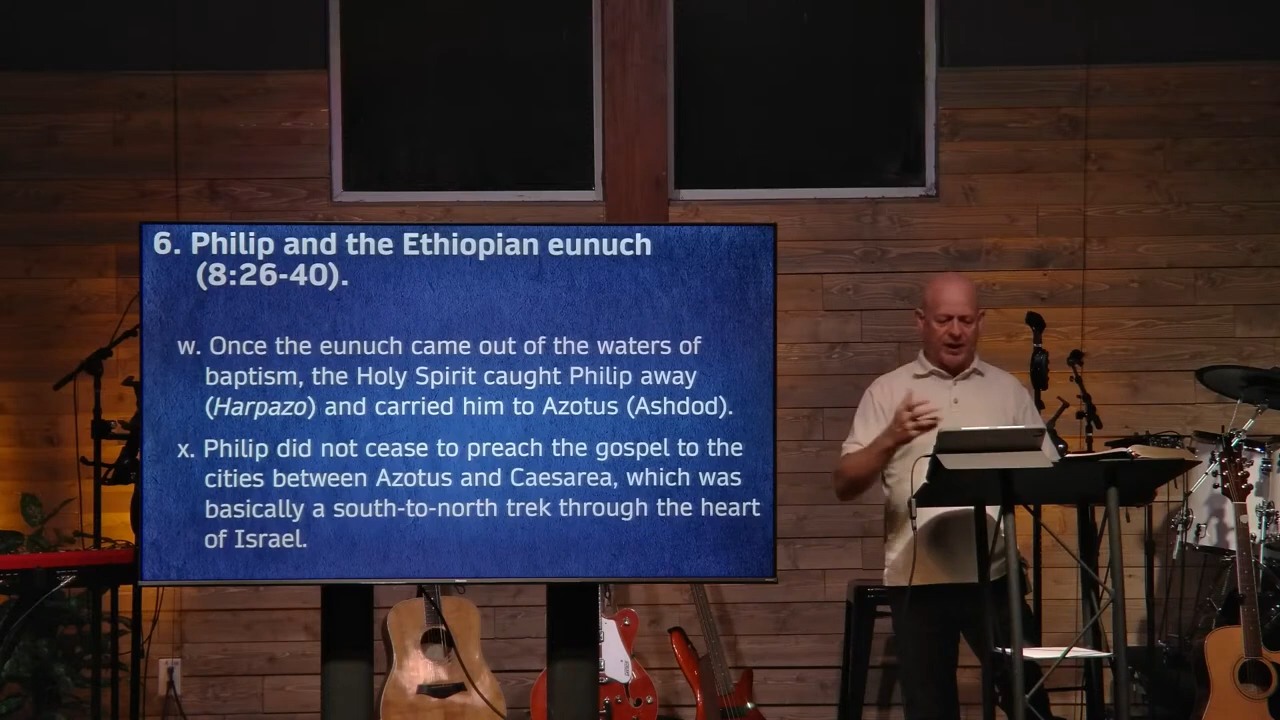 6. Philip and the Ethiopian eunuch
(8:26-40).
w. Once the eunuch came out of the waters of
baptism, the Holy Spirit caught Philip away
(Harpazo) and carried him to Azotus (Ashdod).
x. Philip did not cease to preach the gospel to the
cities between Azotus and Caesarea, which was
basically a south-to-north trek through the heart
of Israel.